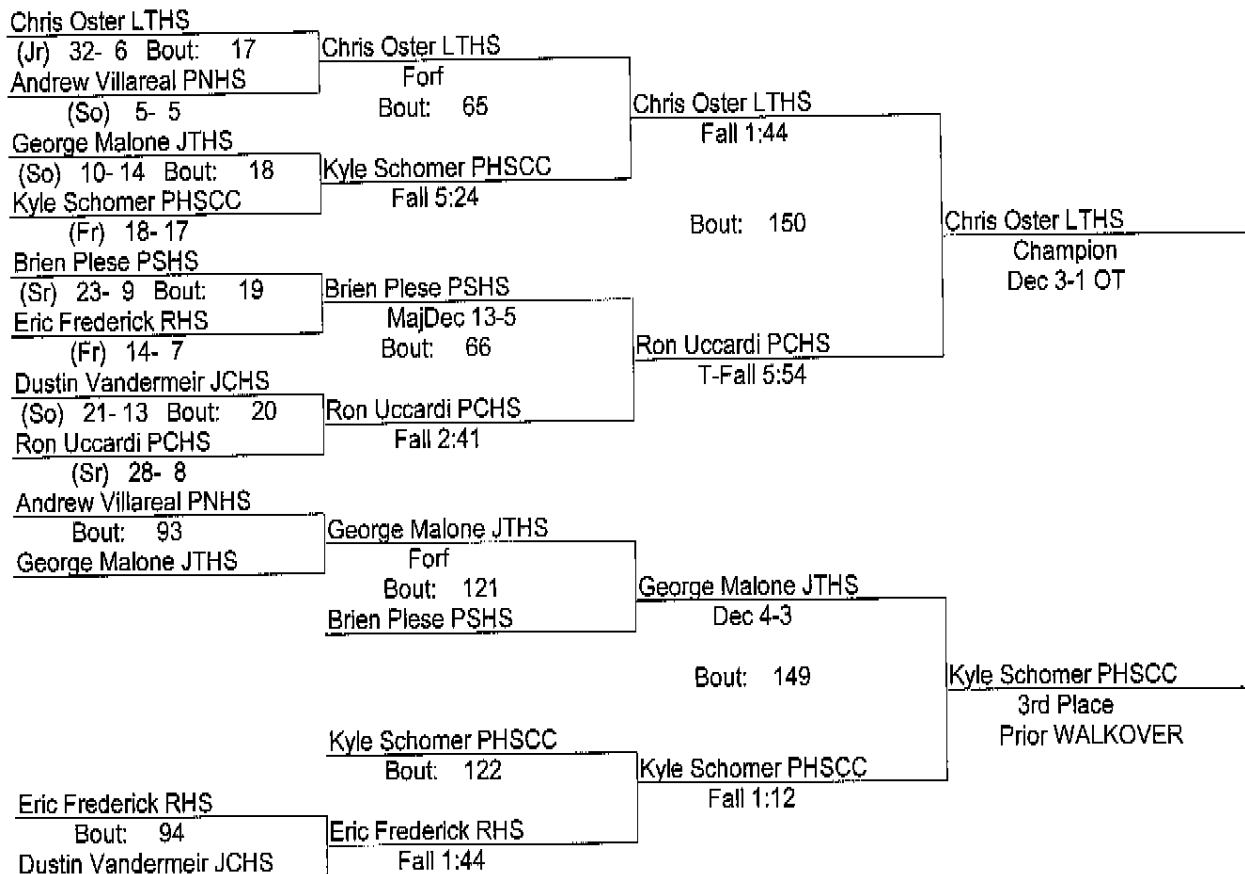 Chris Oster LTHS
(Jr) 32- 6 Bout: 17
Andrew Villareal PNHS
(So) 5- 5
George Malone JTHS
(So) 10- 14 Bout: 18
Kyle Schomer PHSCC
(Fr) 18- 17
Brien Plese PSHS
(Sr) 23- 9 Bout: 19
Eric Frederick RHS
(Fr) 14- 7
Dustin Vandermeir JCHS
(So) 21- 13 Bout: 20
Ron Uccardi PCHS
(Sr) 28- 8
Chris Oster LTHS
Forf
Bout: 65
Kyle Schomer PHSCC
Fall 5:24
Brien Plese PSHS
MajDec 13-5
Bout: 66
Ron Uccardi PCHS
Fall 2:41
Chris Oster LTHS
Fall 1:44
Bout: 150
Ron Uccardi PCHS
T-Fall 5:54
Chris Oster LTHS
Champion
Dec 3-1 OT
Andrew Villareal PNHS
Bout: 93
George Malone JTHS
Eric Frederick RHS
Bout: 94
Dustin Vandermeir JCHS
George Malone JTHS
Forf
Bout: 121
Brien Plese PSHS
Kyle Schomer PHSCC
Bout: 122
Eric Frederick RHS
Fall 1:44
George Malone JTHS
Dec 4-3
Bout: 149
Kyle Schomer PHSCC
Fall 1:12
Kyle Schomer PHSCC
3rd Place
Prior WALKOVER